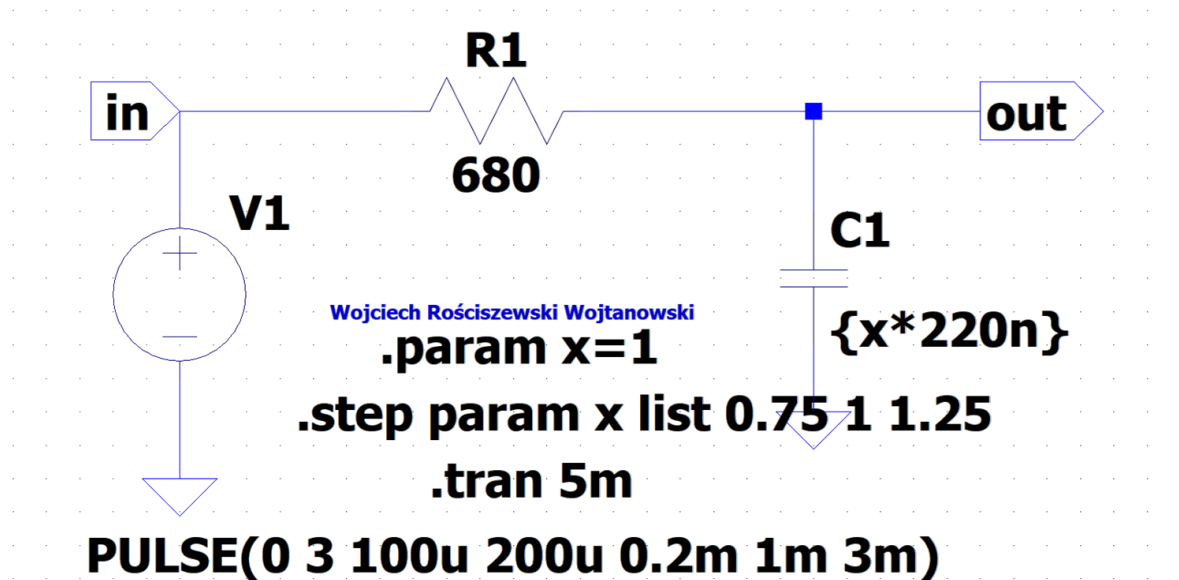 R1
in
out
680
V1
C1
Wojciech Rościszewski Wojtanowski
{x*220n}
.param x=1
.step param x list 0.75 1 1.25
.tran 5m
PULSE(0 3 100u 200u 0.2m 1m 3m)